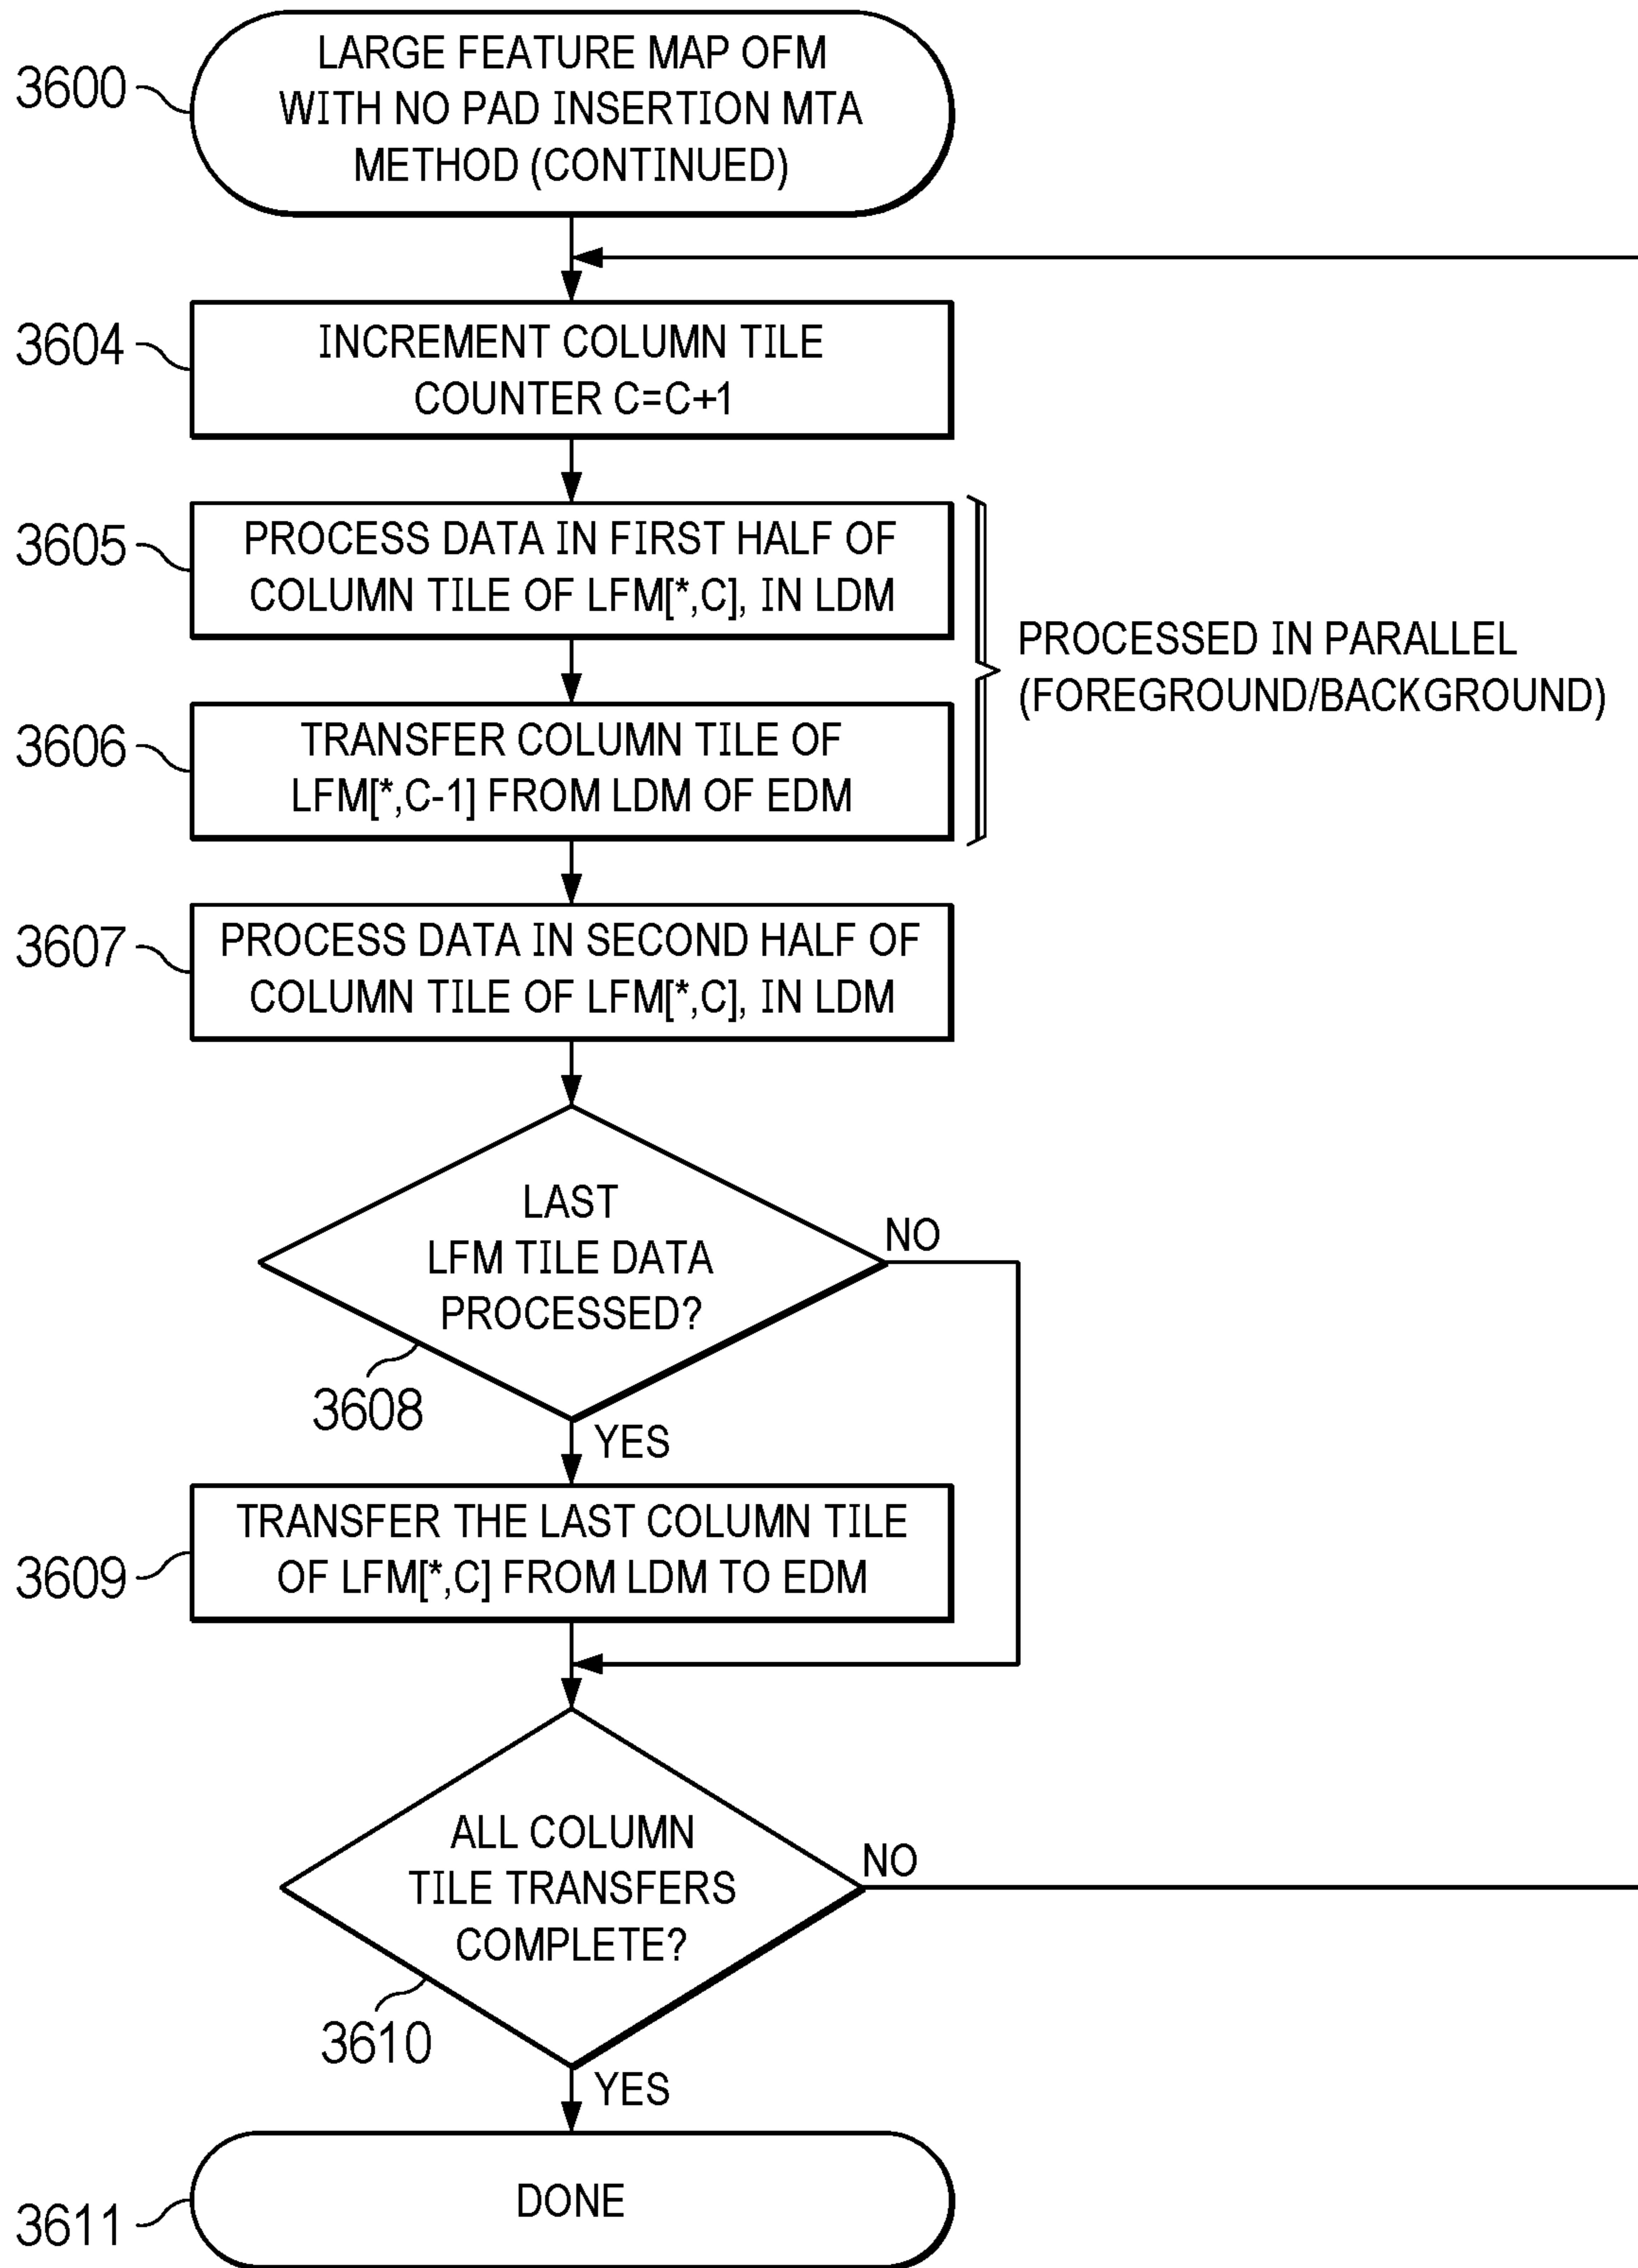 3600
LARGE FEATURE MAP OFM
WITH NO PAD INSERTION MTA
METHOD (CONTINUED)
3604
INCREMENT COLUMN TILE
COUNTER C=C+1
3605
PROCESS DATA IN FIRST HALF OF
COLUMN TILE OF LFM[*,C], IN LDM
PROCESSED IN PARALLEL
(FOREGROUND/BACKGROUND)
3606
TRANSFER COLUMN TILE OF
LFM[*,C-1] FROM LDM OF EDM
3607
PROCESS DATA IN SECOND HALF OF
COLUMN TILE OF LFM[*,C], IN LDM
LAST
LFM TILE DATA
PROCESSED?
NO
3608
YES
3609
TRANSFER THE LAST COLUMN TILE
OF LFM[*,C] FROM LDM TO EDM
ALL COLUMN
TILE TRANSFERS
COMPLETE?
NO
3610
YES
DONE
3611